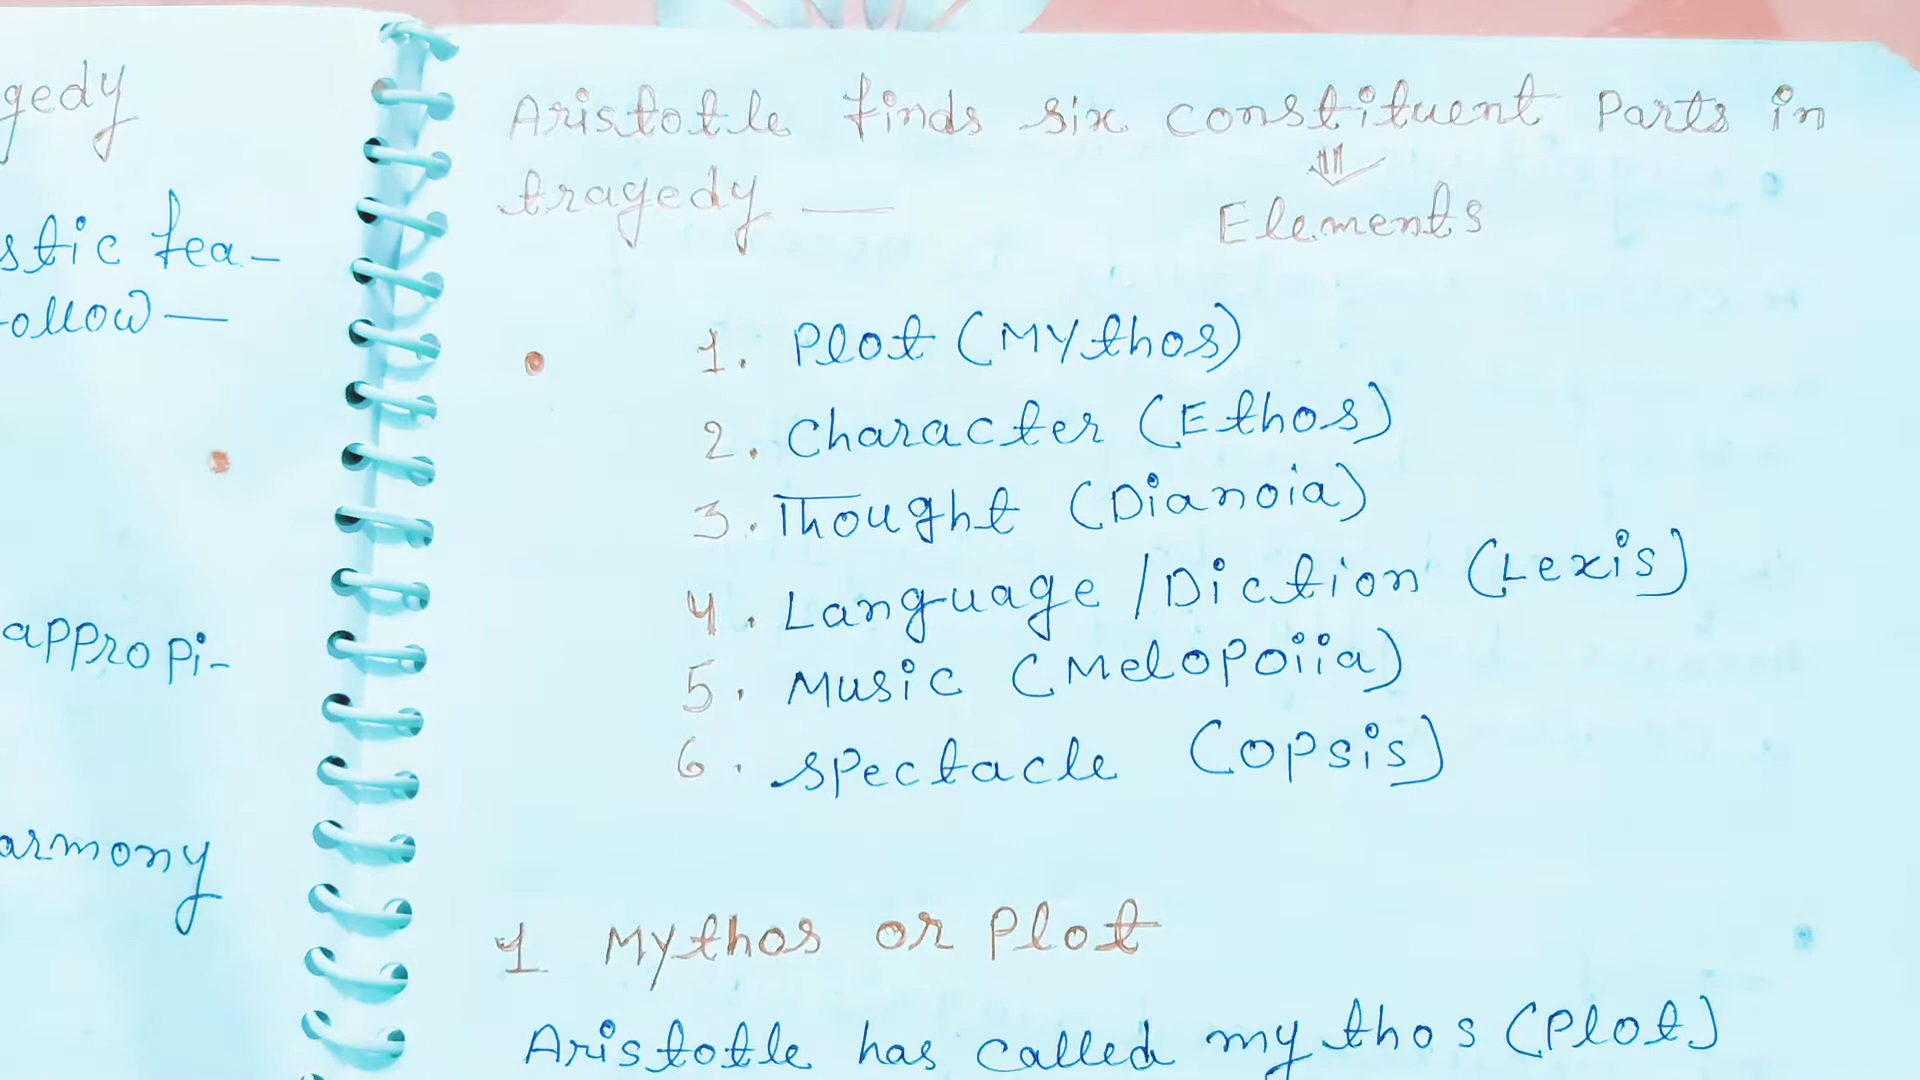 gedy
stic fea-
ollow—
appropi-
armony
Aristotle finds six constituent Parts in
tragedy —
Elements
1. Plot (Mythos)
2. Character (Ethos)
3. Thought (Dianoia)
4. Language / Diction (Lexis)
5. Music (Melopoiia)
6. Spectacle (opsis)
1 Mythos or Plot
Aristotle has called mythos (Plot)